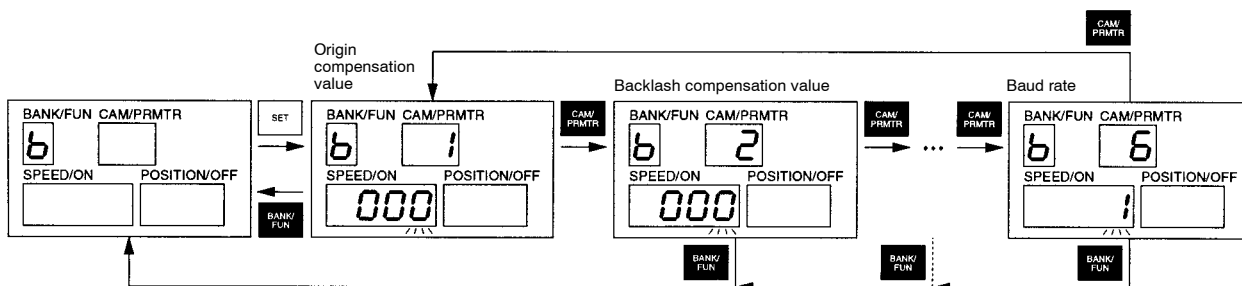 CAM/
PRMTR
Origin
compensation
value
Backlash compensation value
Baud rate
BANK/FUN CAM/PRMTR
b
SPEED/ON POSITION/OFF
SET
BANK/
FUN
BANK/FUN CAM/PRMTR
b 1
SPEED/ON POSITION/OFF
000
CAM/
PRMTR
BANK/FUN CAM/PRMTR
b 2
SPEED/ON POSITION/OFF
000
CAM/
PRMTR
...
CAM/
PRMTR
BANK/FUN CAM/PRMTR
b 6
SPEED/ON POSITION/OFF
1
BANK/
FUN
BANK/
FUN
BANK/
FUN